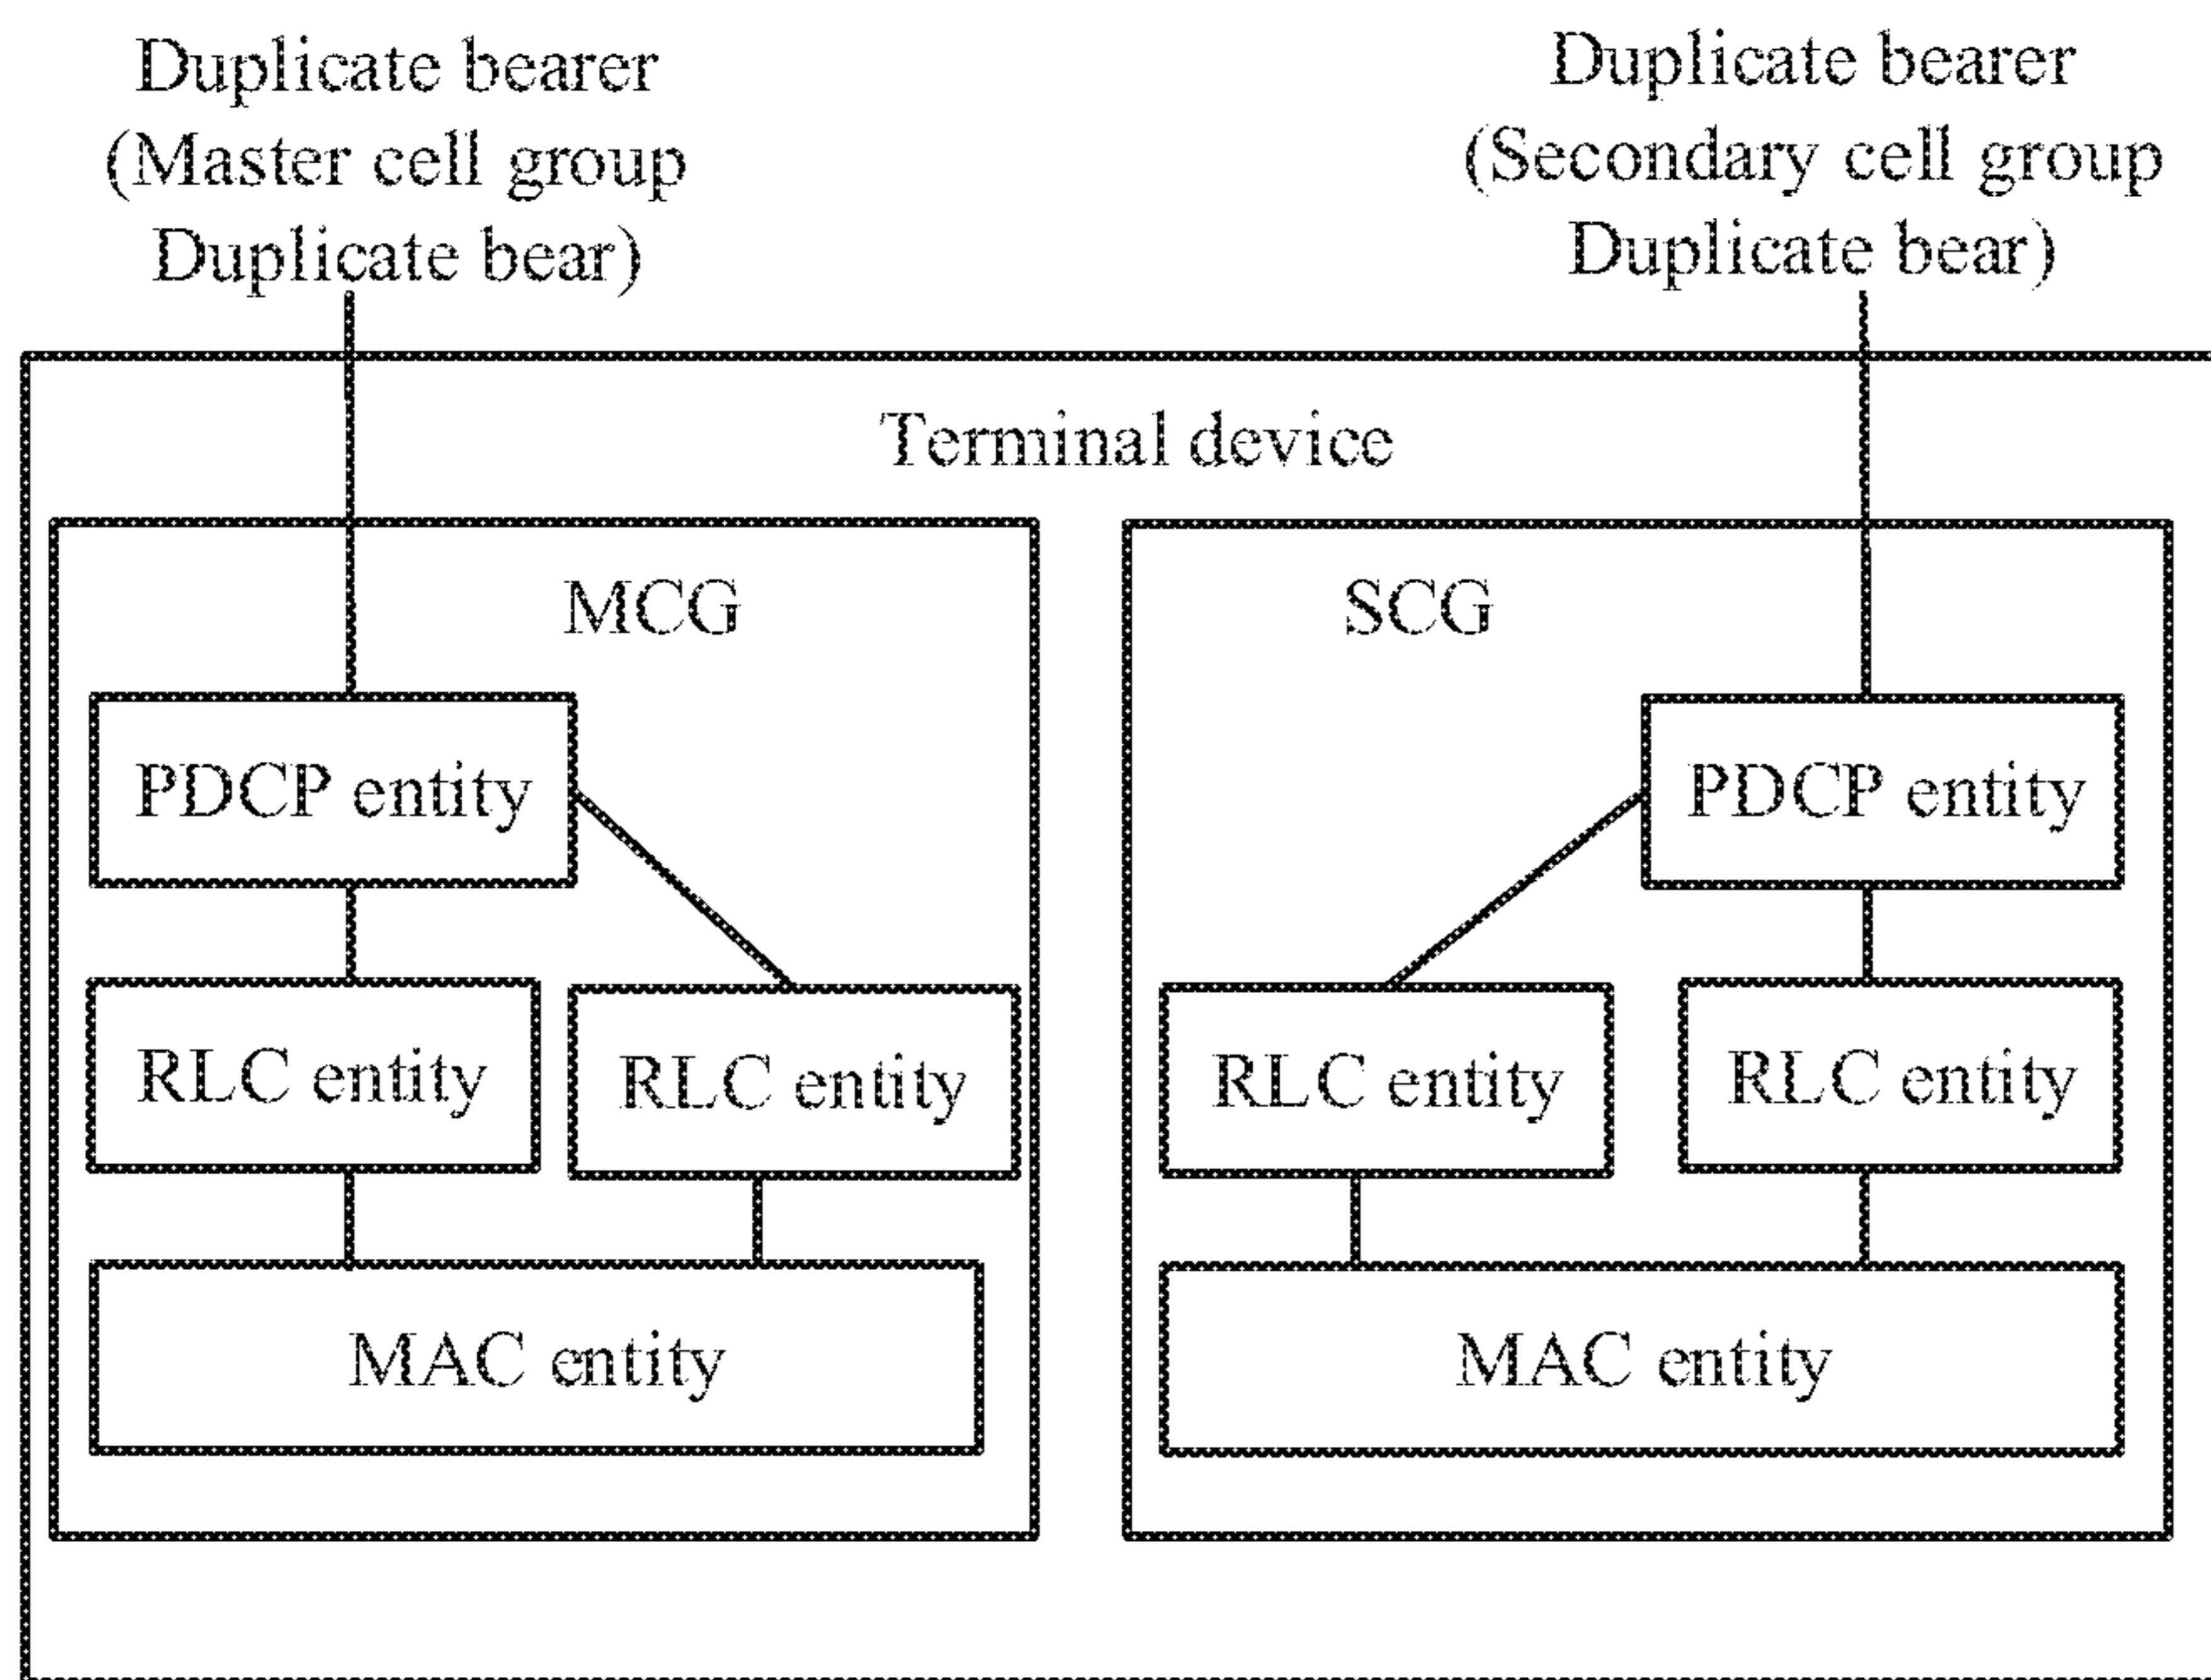 Duplicate bearer
(Master cell group
Duplicate bear)
Duplicate bearer
(Secondary cell group
Duplicate bear)
Terminal device
MCG
SCG
PDCP entity
PDCP entity
RLC entity
RLC entity
RLC entity
RLC entity
MAC entity
MAC entity